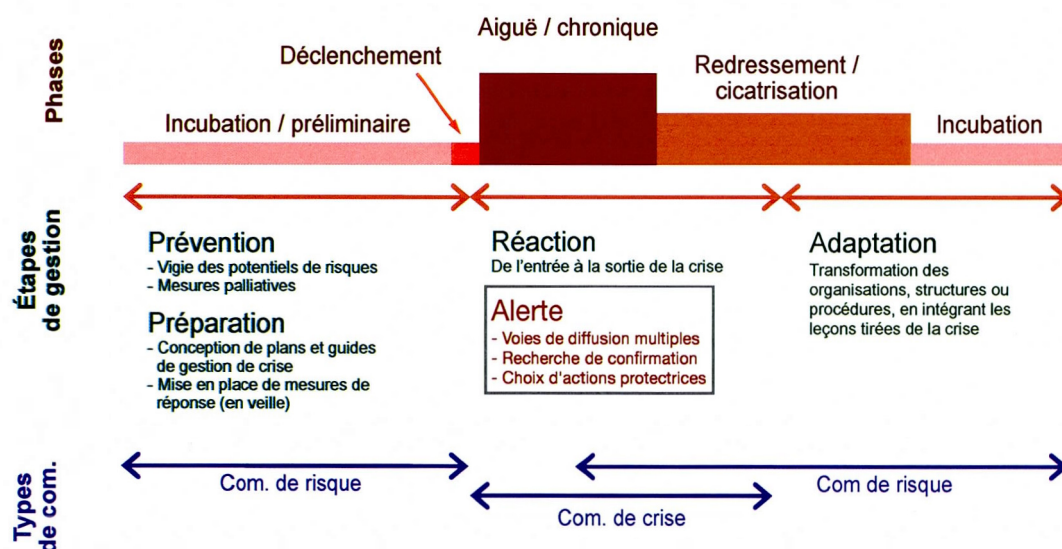 Phases
Aiguë / chronique
Déclenchement
Redressement /
cicatrisation
Incubation / préliminaire
Incubation
Étapes
de gestion
Prévention
- Vigie des potentiels de risques
- Mesures palliatives
Préparation
- Conception de plans et guides
de gestion de crise
- Mise en place de mesures de
réponse (en veille)
Réaction
De l'entrée à la sortie de la crise
Alerte
- Voies de diffusion multiples
- Recherche de confirmation
- Choix d'actions protectrices
Adaptation
Transformation des
organisations, structures ou
procédures, en intégrant les
leçons tirées de la crise
Types
de com.
Com. de risque
Com de risque
Com. de crise